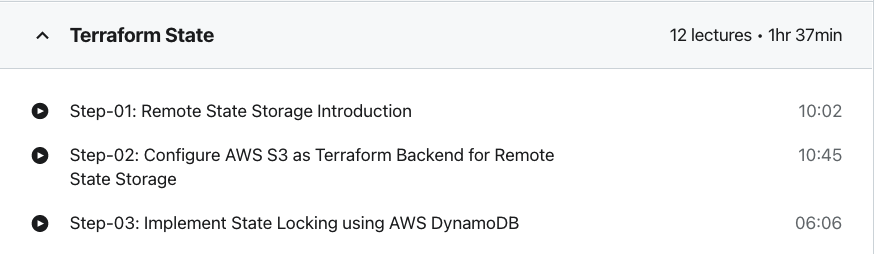 Terraform State
12 lectures • 1hr 37min
Step-01: Remote State Storage Introduction
10:02
Step-02: Configure AWS S3 as Terraform Backend for Remote
State Storage
10:45
Step-03: Implement State Locking using AWS DynamoDB
06:06